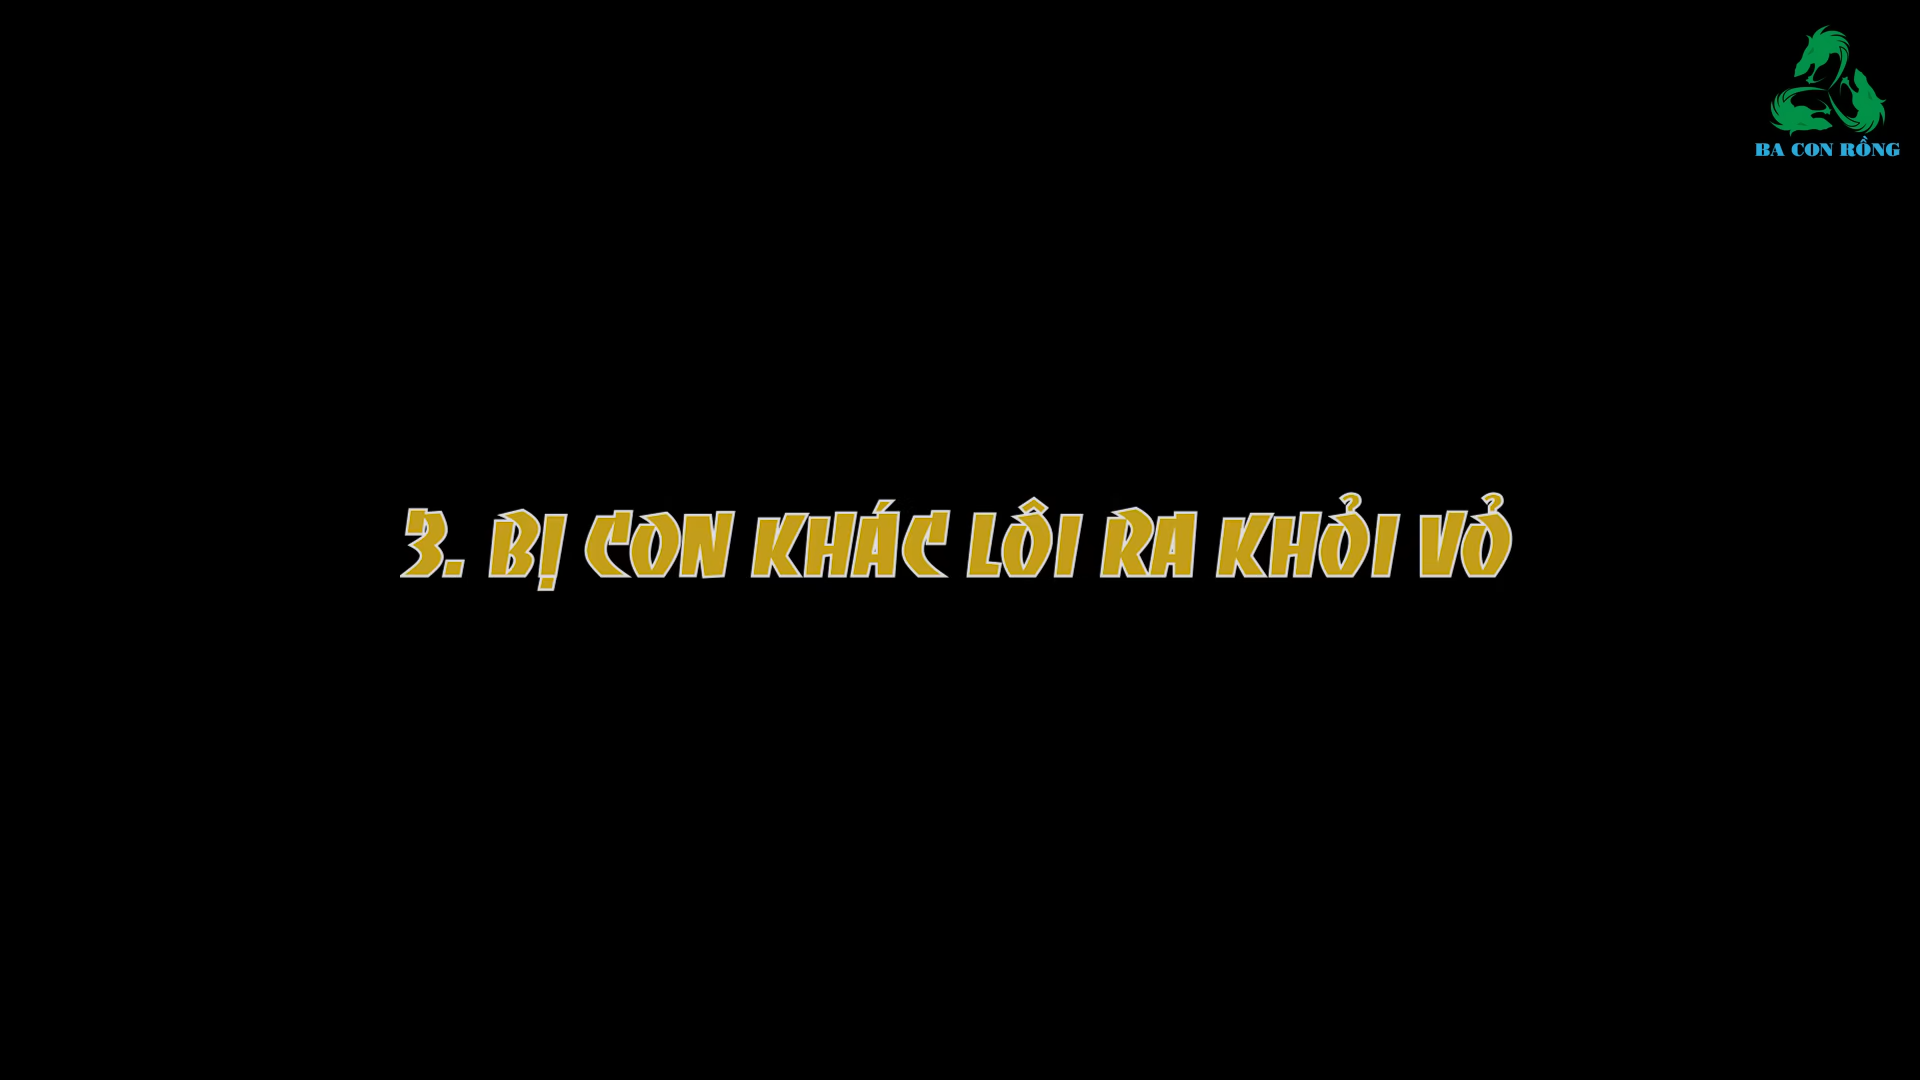 BA CON RỒNG
3. BỊ CON KHÁC LÔI RA KHỎI VỎ